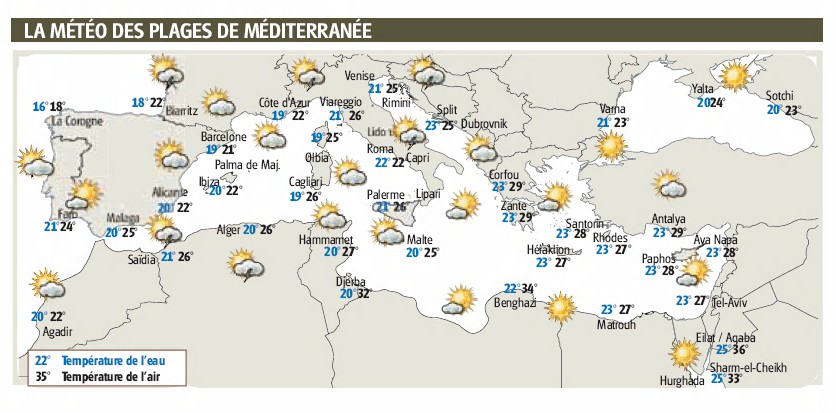 LA MÉTÉO DES PLAGES DE MÉDITERRANÉE
Venise
21° 25°
Rimini
Yalta
20 24°
Sotchi
20° 23°
16° 18°
La Corogne
18° 22°
Biarritz
Côte d'Azur
19° 22°
Viareggio
21° 26°
Split
23° 25°
Dubrovnik
Varna
21° 23°
Barcelone
19° 21°
19° 25°
Olbia
Lido
Roma
22° 22°
Capri
Palma de Maj.
Ibiza
20° 22°
Cagliari
19° 26°
Corfou
23° 29°
Alicante
20° 22°
Palerme
21° 26°
Lipari
Zante
23° 29°
Faro
21° 24°
Malaga
20° 25°
Alger 20° 26°
Santorin
23° 28°
Antalya
23° 29°
Saïdia
21° 26°
Hammamet
20° 27°
Malte
20° 25°
Héraklion
23° 27°
Rhodes
23° 27°
Aya Napa
23° 28°
Paphos
23° 28°
Djerba
20° 32°
22° 34°
Benghazi
23° 27°
Tel-Aviv
20° 22°
Agadir
23° 27°
Matrouh
Eilat / Aqaba
25° 36°
Sharm-el-Cheikh
25° 33°
Hurghada
22° Température de l'eau
35° Température de l'air